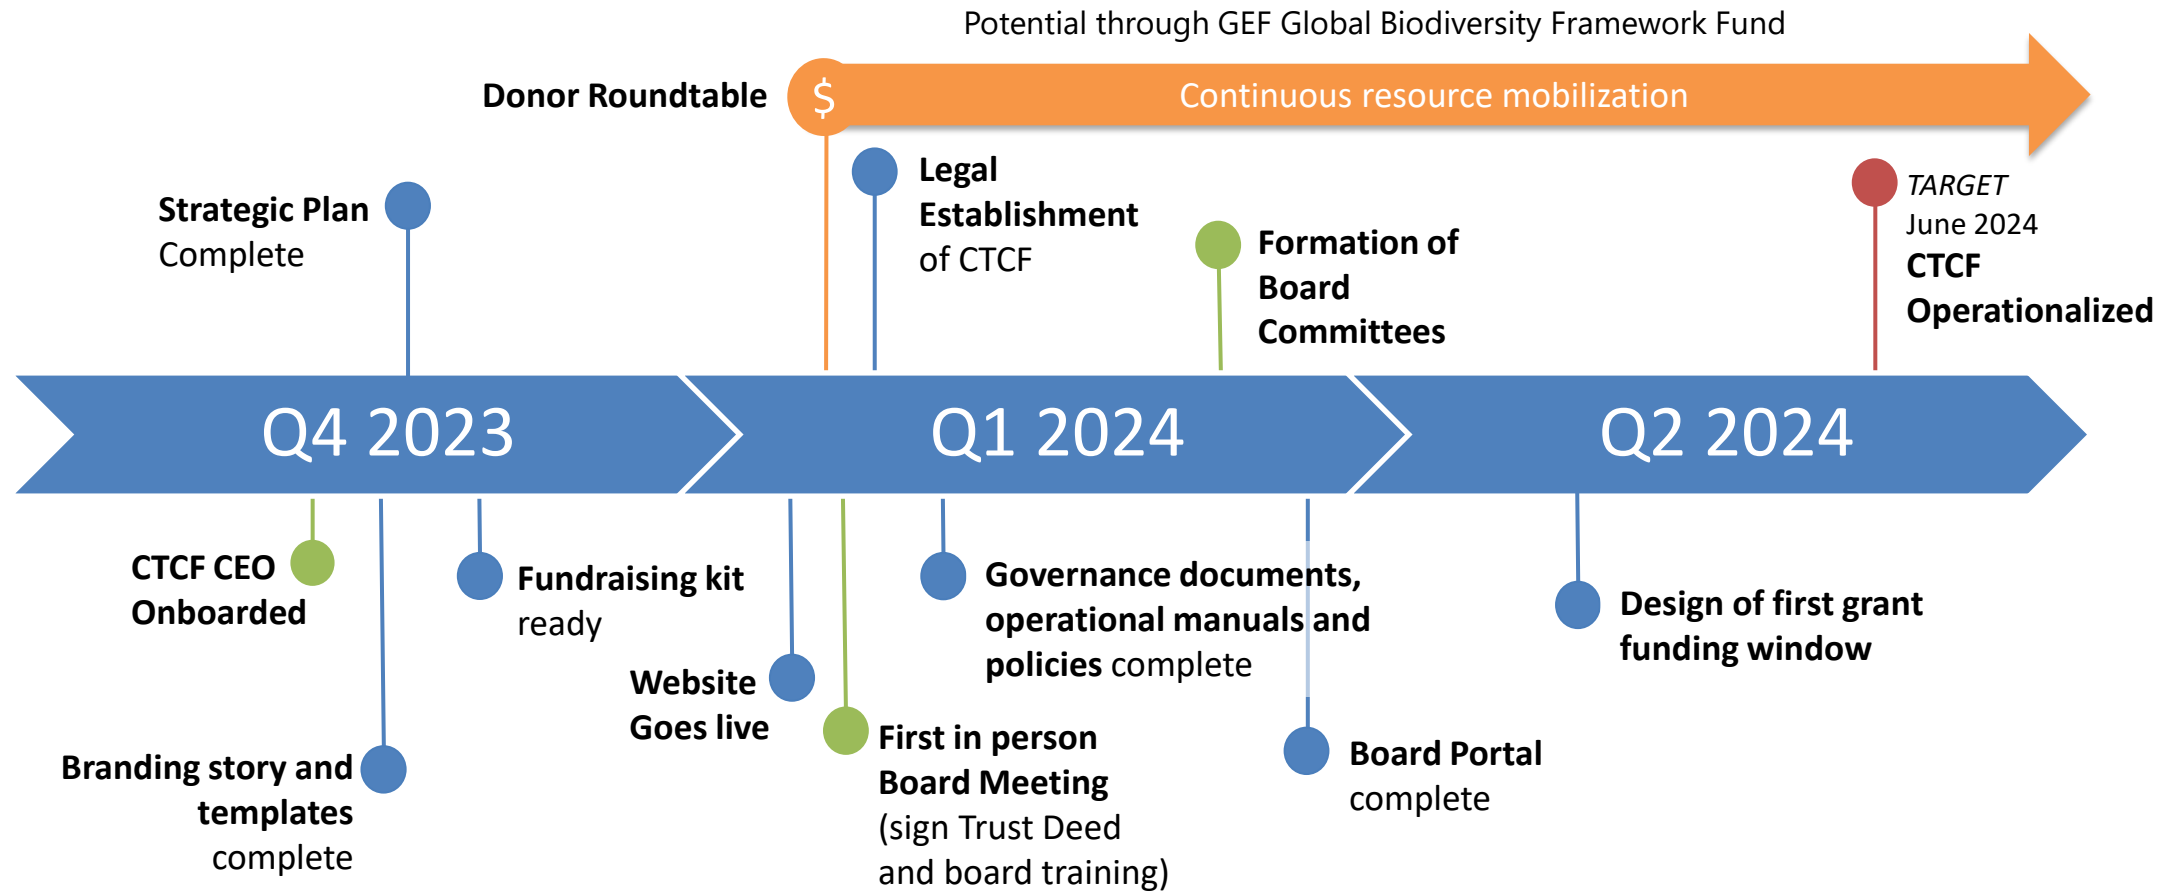 Potential through GEF Global Biodiversity Framework Fund
Donor Roundtable
$
Continuous resource mobilization
Strategic Plan
Complete
Legal
Establishment
of CTCF
Formation of
Board
Committees
TARGET
June 2024
CTCF
Operationalized
Q4 2023
Q1 2024
Q2 2024
CTCF CEO
Onboarded
Fundraising kit
ready
Branding story and
templates
complete
Website
Goes live
First in person
Board Meeting
(sign Trust Deed
and board training)
Governance documents,
operational manuals and
policies complete
Board Portal
complete
Design of first grant
funding window